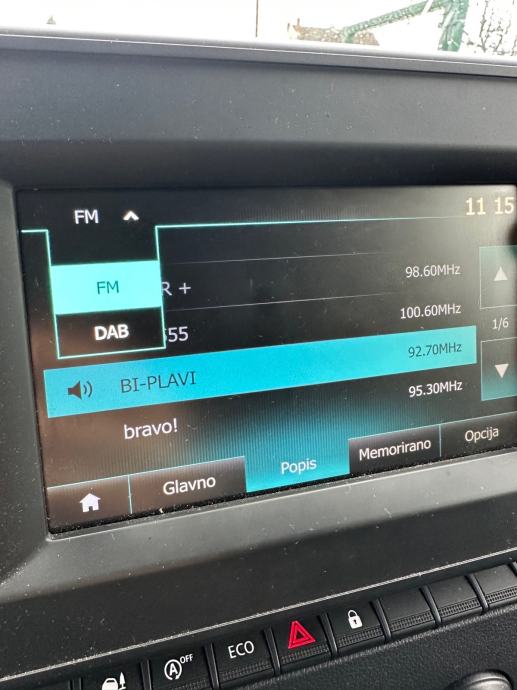 FM
11 15
FM
R +
98.60MHz
DAB
55
100.60MHz
1/6
BI-PLAVI
92.70MHz
bravo!
95.30MHz
Glavno
Popis
Memorirano
Opcija
A OFF
ECO